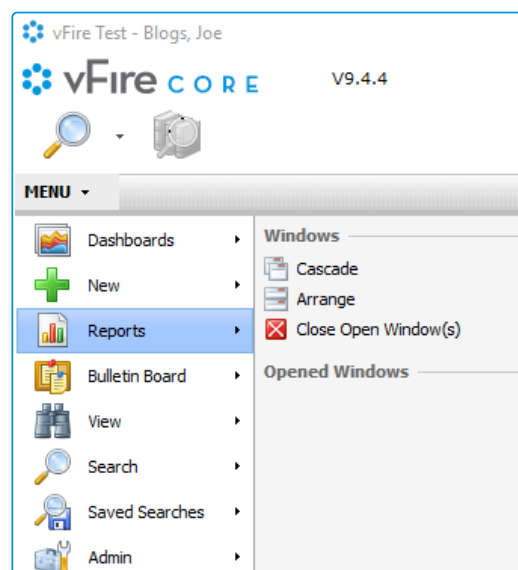 vFire Test - Blogs, Joe
vFire CORE V9.4.4
MENU
Dashboards
New
Reports
Bulletin Board
View
Search
Saved Searches
Admin
Windows
Cascade
Arrange
Close Open Window(s)
Opened Windows